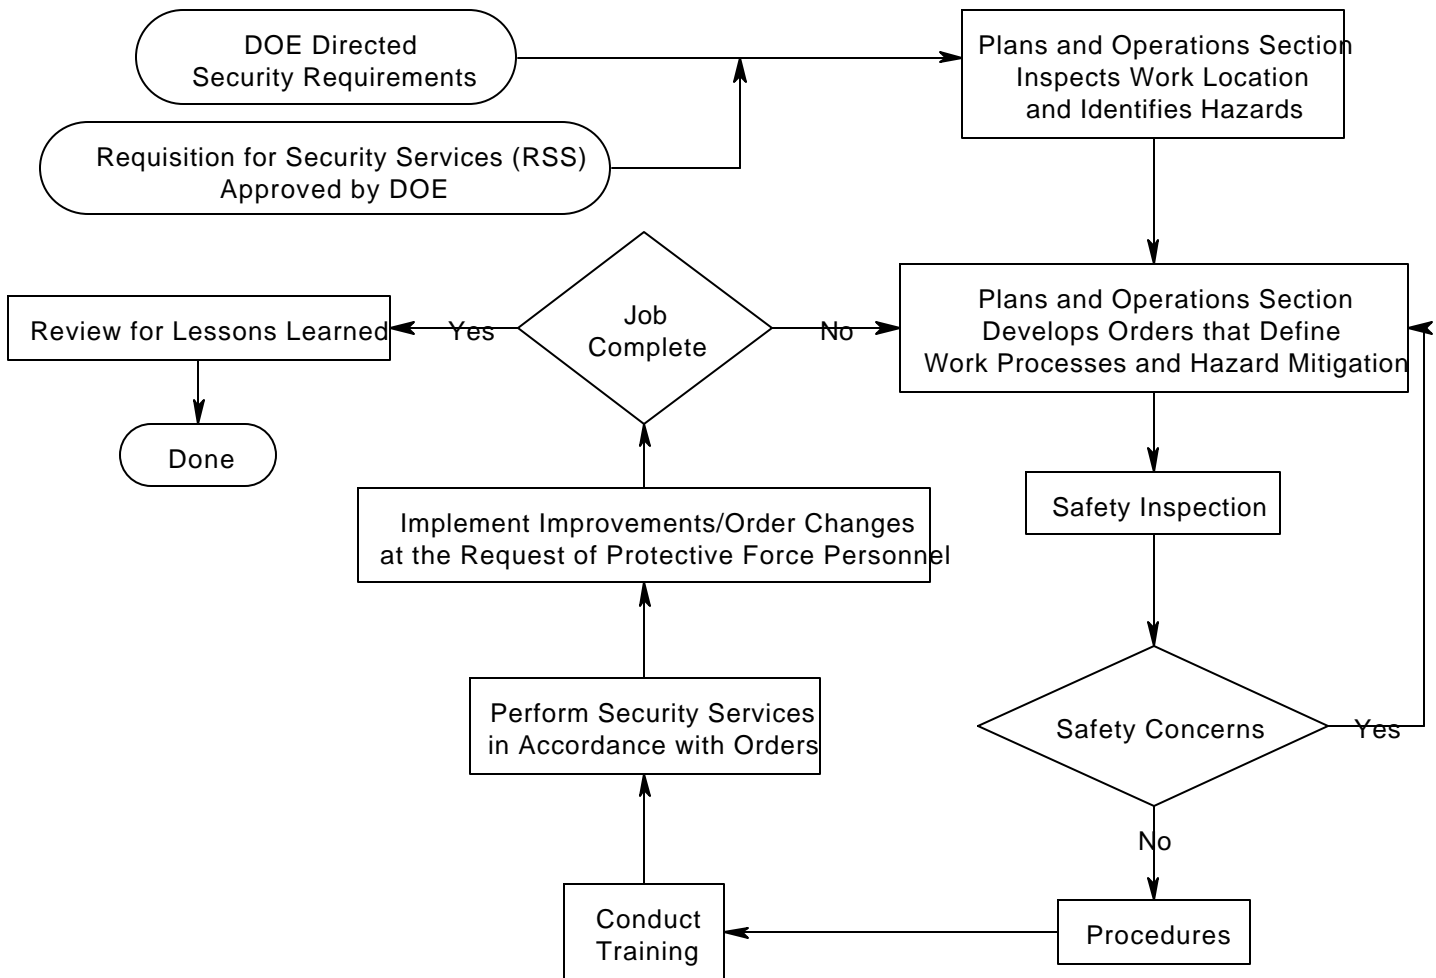 DOE Directed
Security Requirements
Plans and Operations Section
Inspects Work Location
and Identifies Hazards
Requisition for Security Services (RSS)
Approved by DOE
Job
Complete
Yes
No
Review for Lessons Learned
Done
Plans and Operations Section
Develops Orders that Define
Work Processes and Hazard Mitigation
Safety Inspection
Implement Improvements/Order Changes
at the Request of Protective Force Personnel
Perform Security Services
in Accordance with Orders
Safety Concerns
Yes
No
Conduct
Training
Procedures